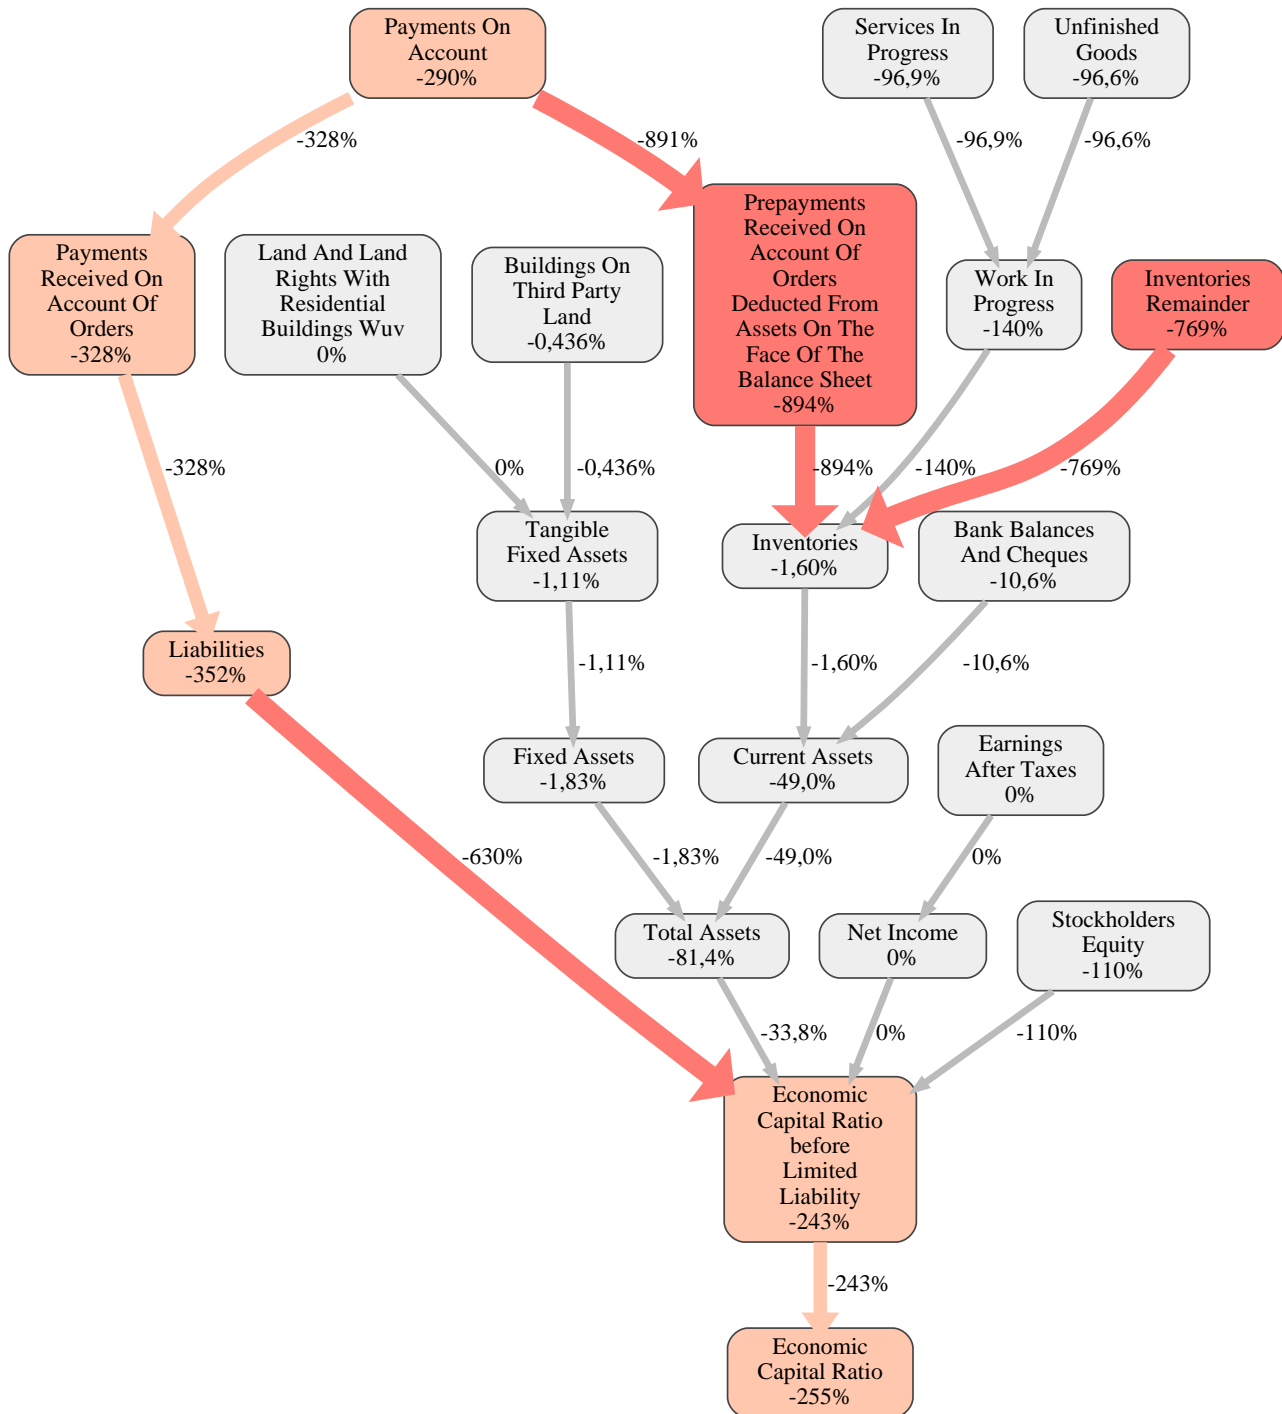 Payments On
Account
-290%
Services In
Progress
-96,9%
Unfinished
Goods
-96,6%
-328%
-891%
-96,9%
-96,6%
Payments
Received On
Account Of
Orders
-328%
Land And Land
Rights With
Residential
Buildings Wuv
0%
Buildings On
Third Party
Land
-0,436%
Prepayments
Received On
Account Of
Orders
Deducted From
Assets On The
Face Of The
Balance Sheet
-894%
Work In
Progress
-140%
Inventories
Remainder
-769%
-328%
0%
-0,436%
-894%
-140%
-769%
Tangible
Fixed Assets
-1,11%
Inventories
-1,60%
Bank Balances
And Cheques
-10,6%
Liabilities
-352%
-1,11%
-1,60%
-10,6%
Fixed Assets
-1,83%
Current Assets
-49,0%
Earnings
After Taxes
0%
-630%
-1,83%
-49,0%
0%
Total Assets
-81,4%
Net Income
0%
Stockholders
Equity
-110%
-33,8%
0%
-110%
Economic
Capital Ratio
before
Limited
Liability
-243%
-243%
Economic
Capital Ratio
-255%